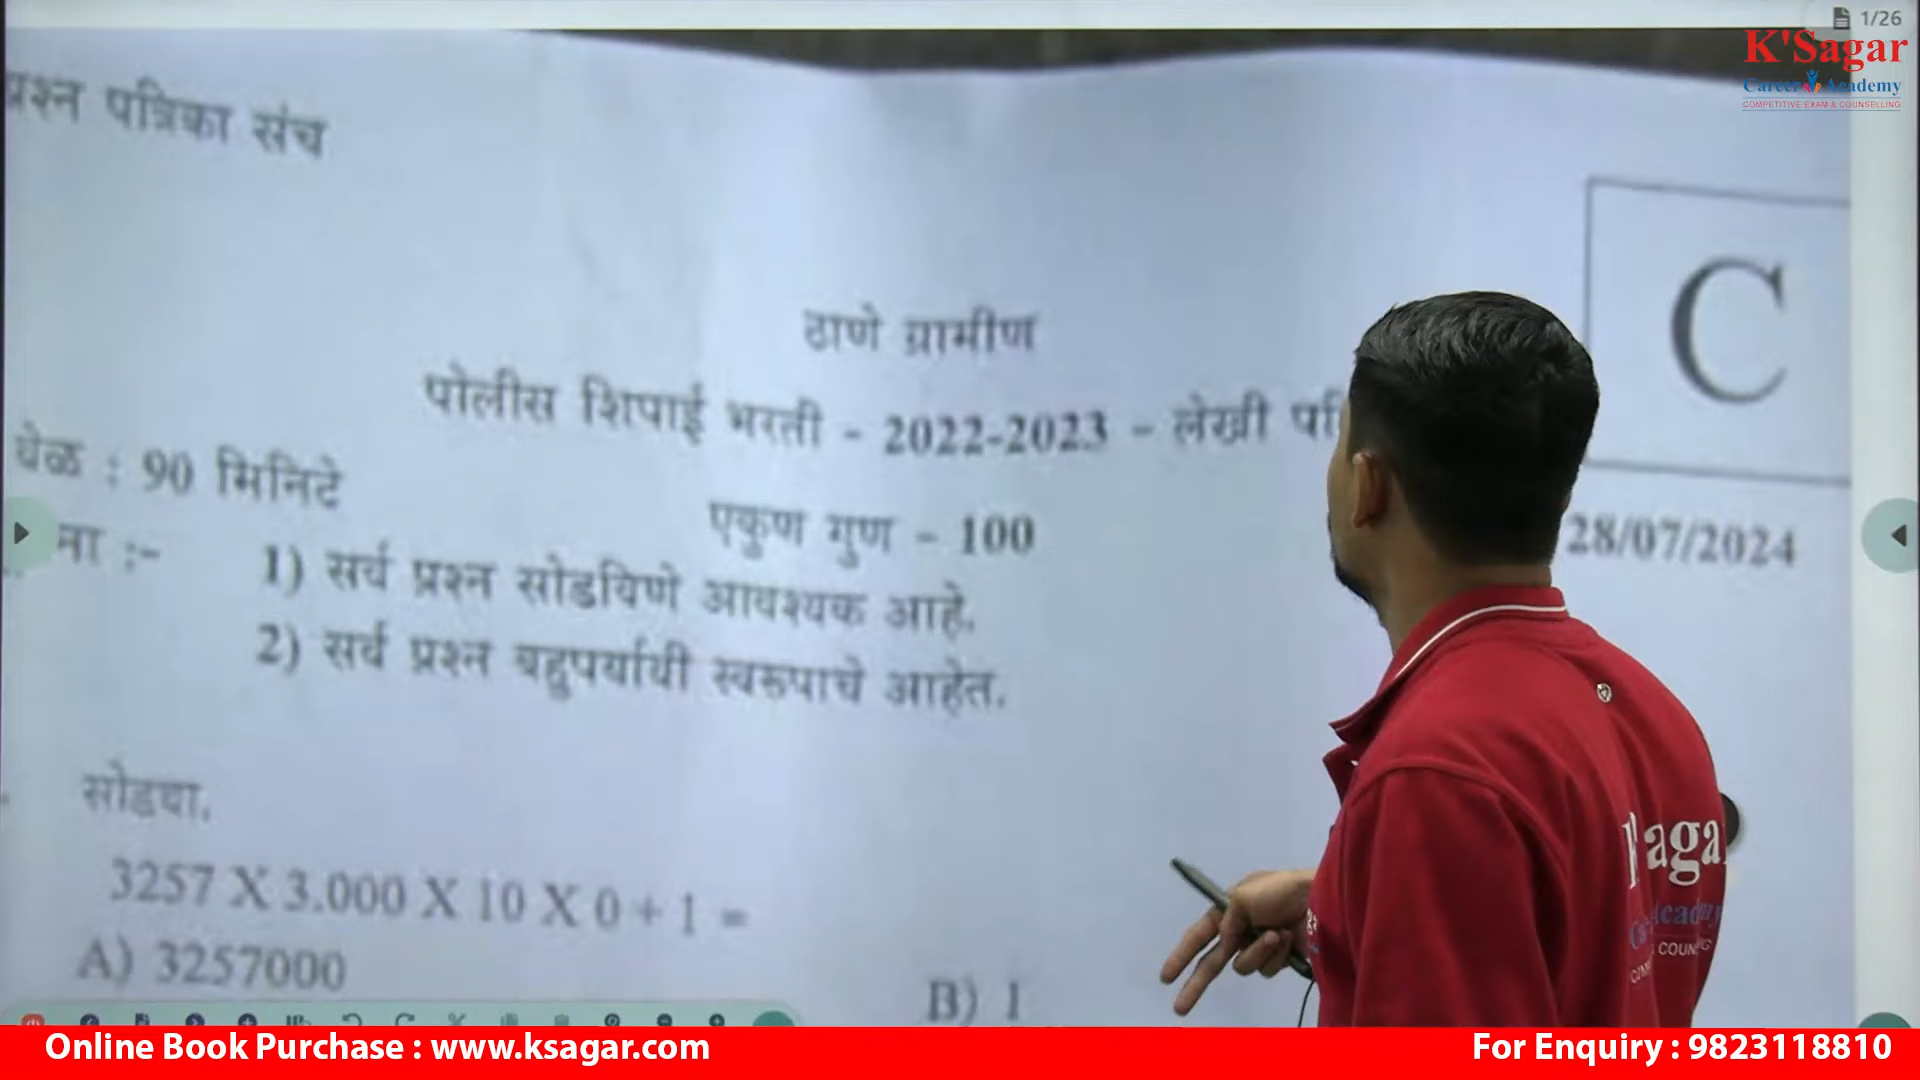 1/26
K'Sagar
Career Academy
COMPETITIVE EXAM & COUNSELLING
प्रश्न पत्रिका संच
C
ठाणे ग्रामीण
पोलीस शिपाई भरती - 2022-2023 - लेखी
वेळ : 90 मिनिटे
एकुण गुण - 100
28/07/2024
ना :-
1) सर्व प्रश्न सोडविणे आवश्यक आहे.
2) सर्व प्रश्न बहुपर्यायी स्वरुपाचे आहेत.
सोडवा.
3257 X 3.000 X 10 X 0 + 1 =
A) 3257000
B) 1
Online Book Purchase : www.ksagar.com
For Enquiry : 9823118810